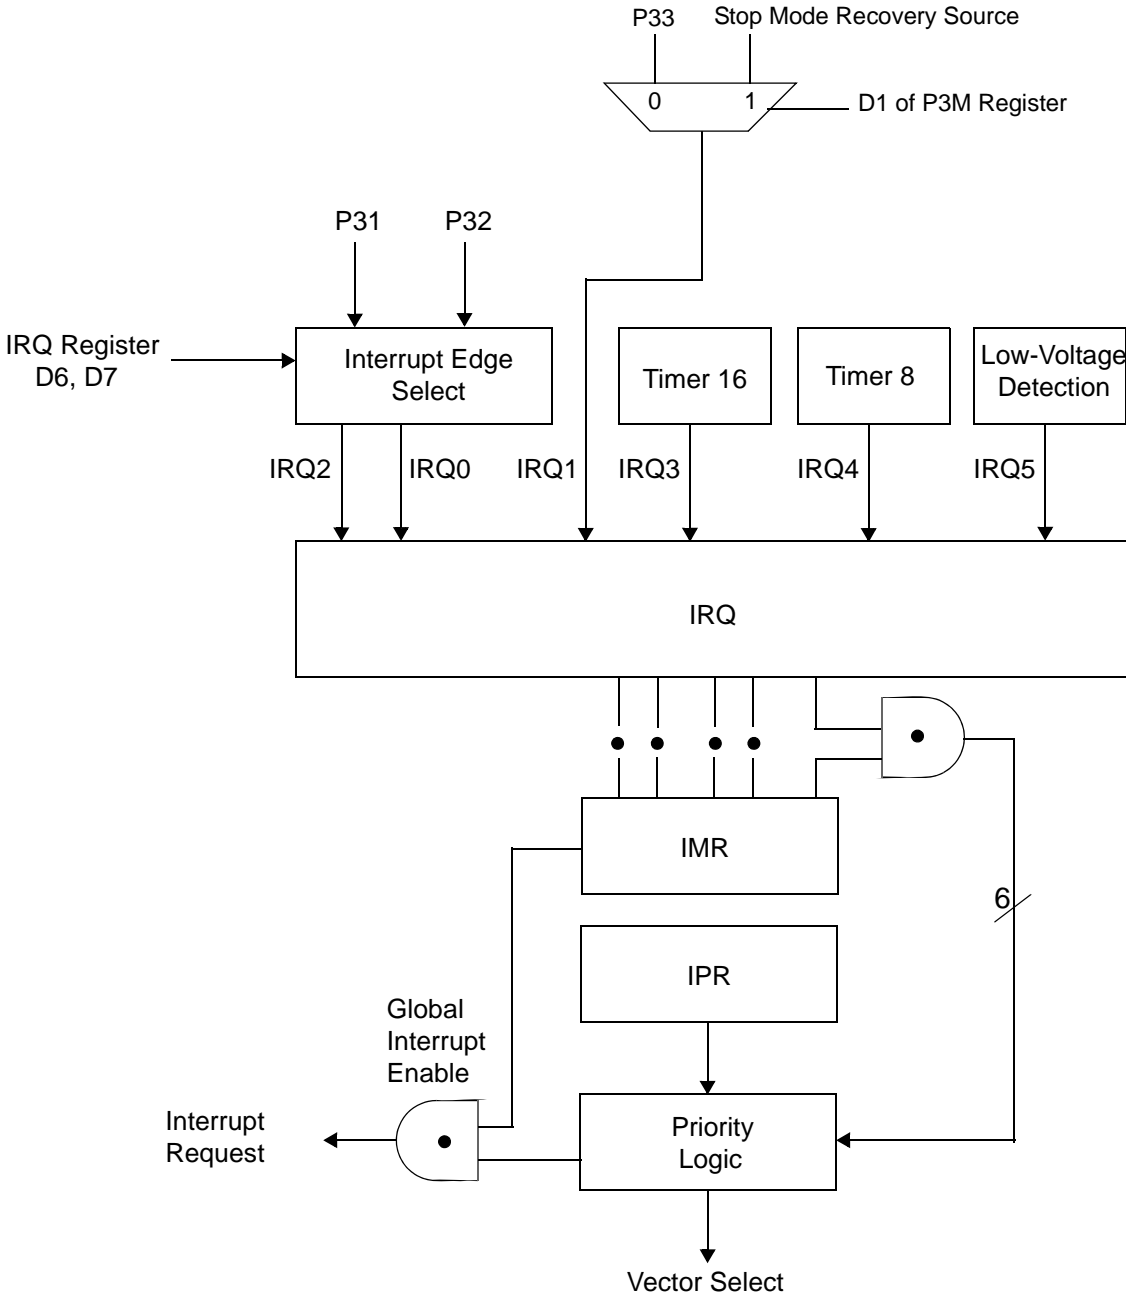 P33
Stop Mode Recovery Source
0
1
D1 of P3M Register
P31
P32
IRQ Register
D6, D7
Interrupt Edge
Select
Timer 16
Timer 8
Low-Voltage
Detection
IRQ2
IRQ0
IRQ1
IRQ3
IRQ4
IRQ5
IRQ
IMR
6
IPR
Global
Interrupt
Enable
Interrupt
Request
Priority
Logic
Vector Select